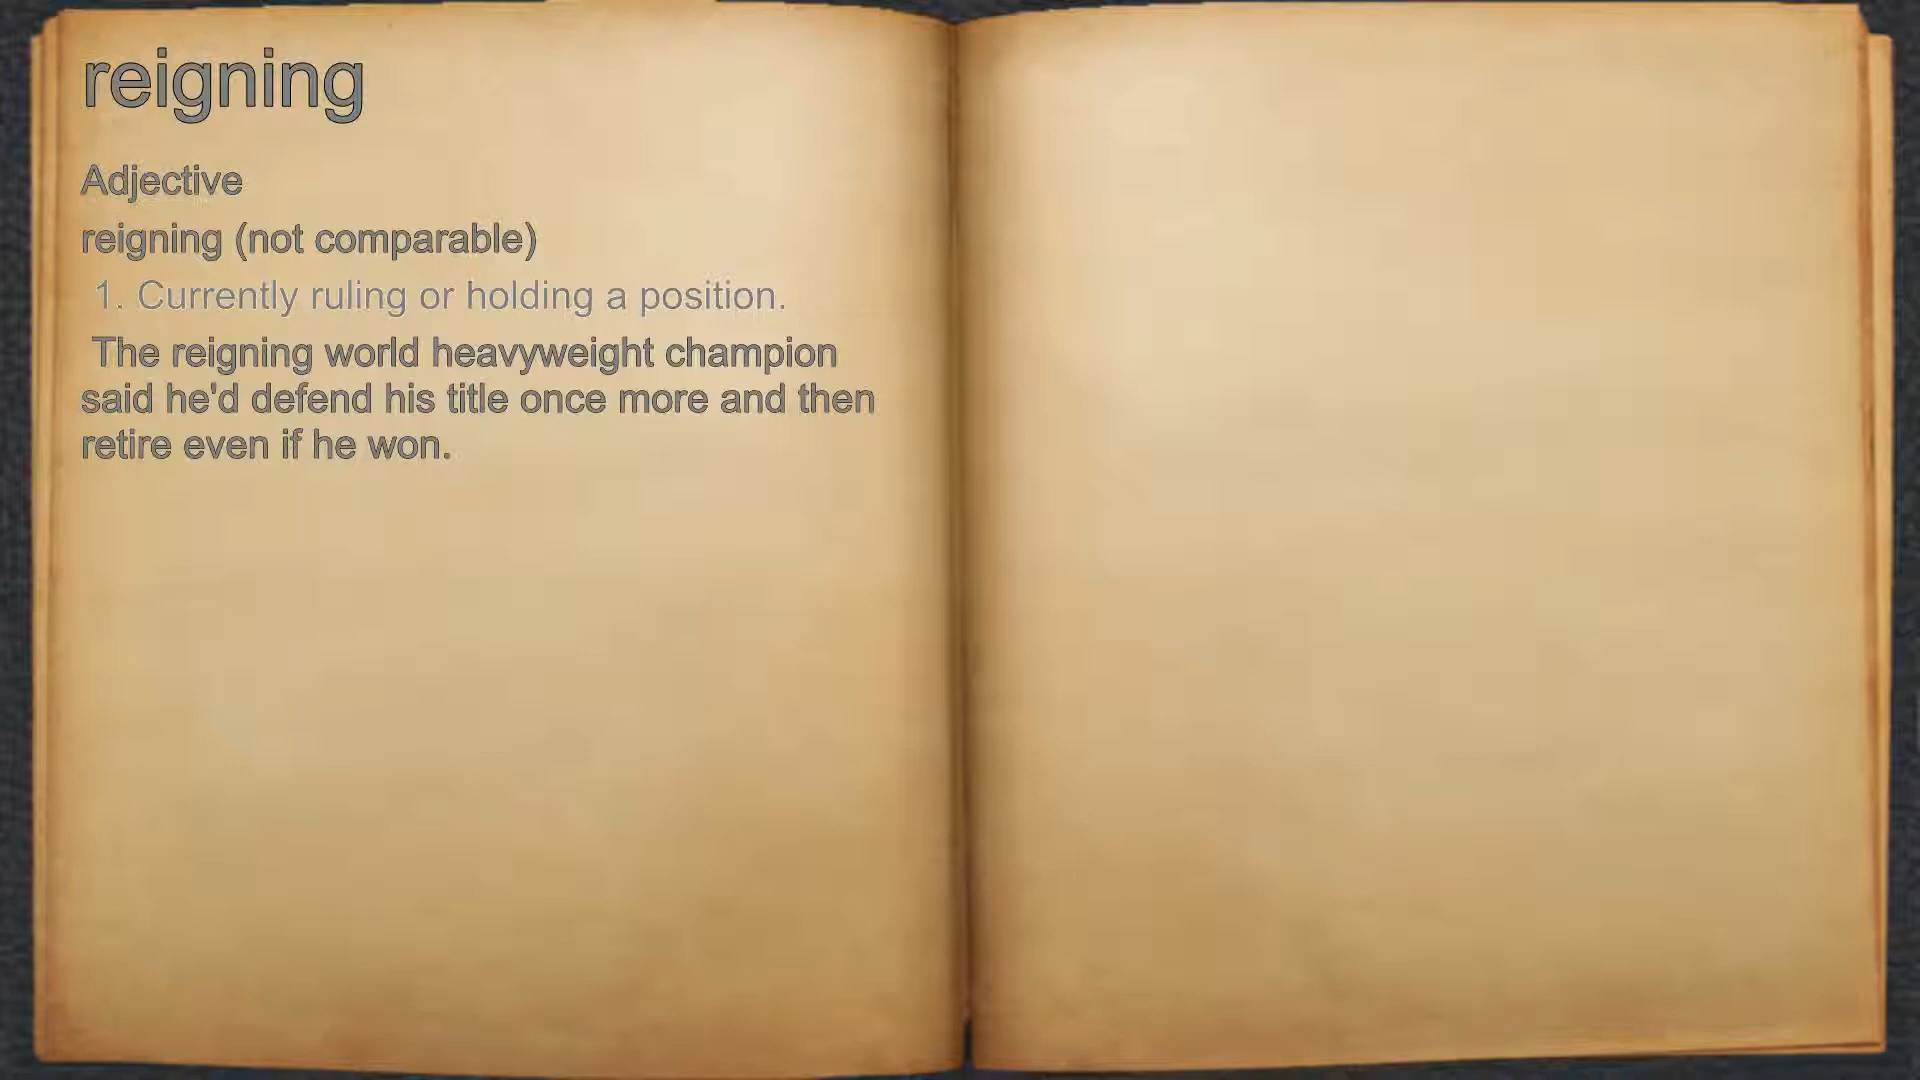 reigning
Adjective
reigning (not comparable)
1. Currently ruling or holding a position.
The reigning world heavyweight champion
said he'd defend his title once more and then
retire even if he won.